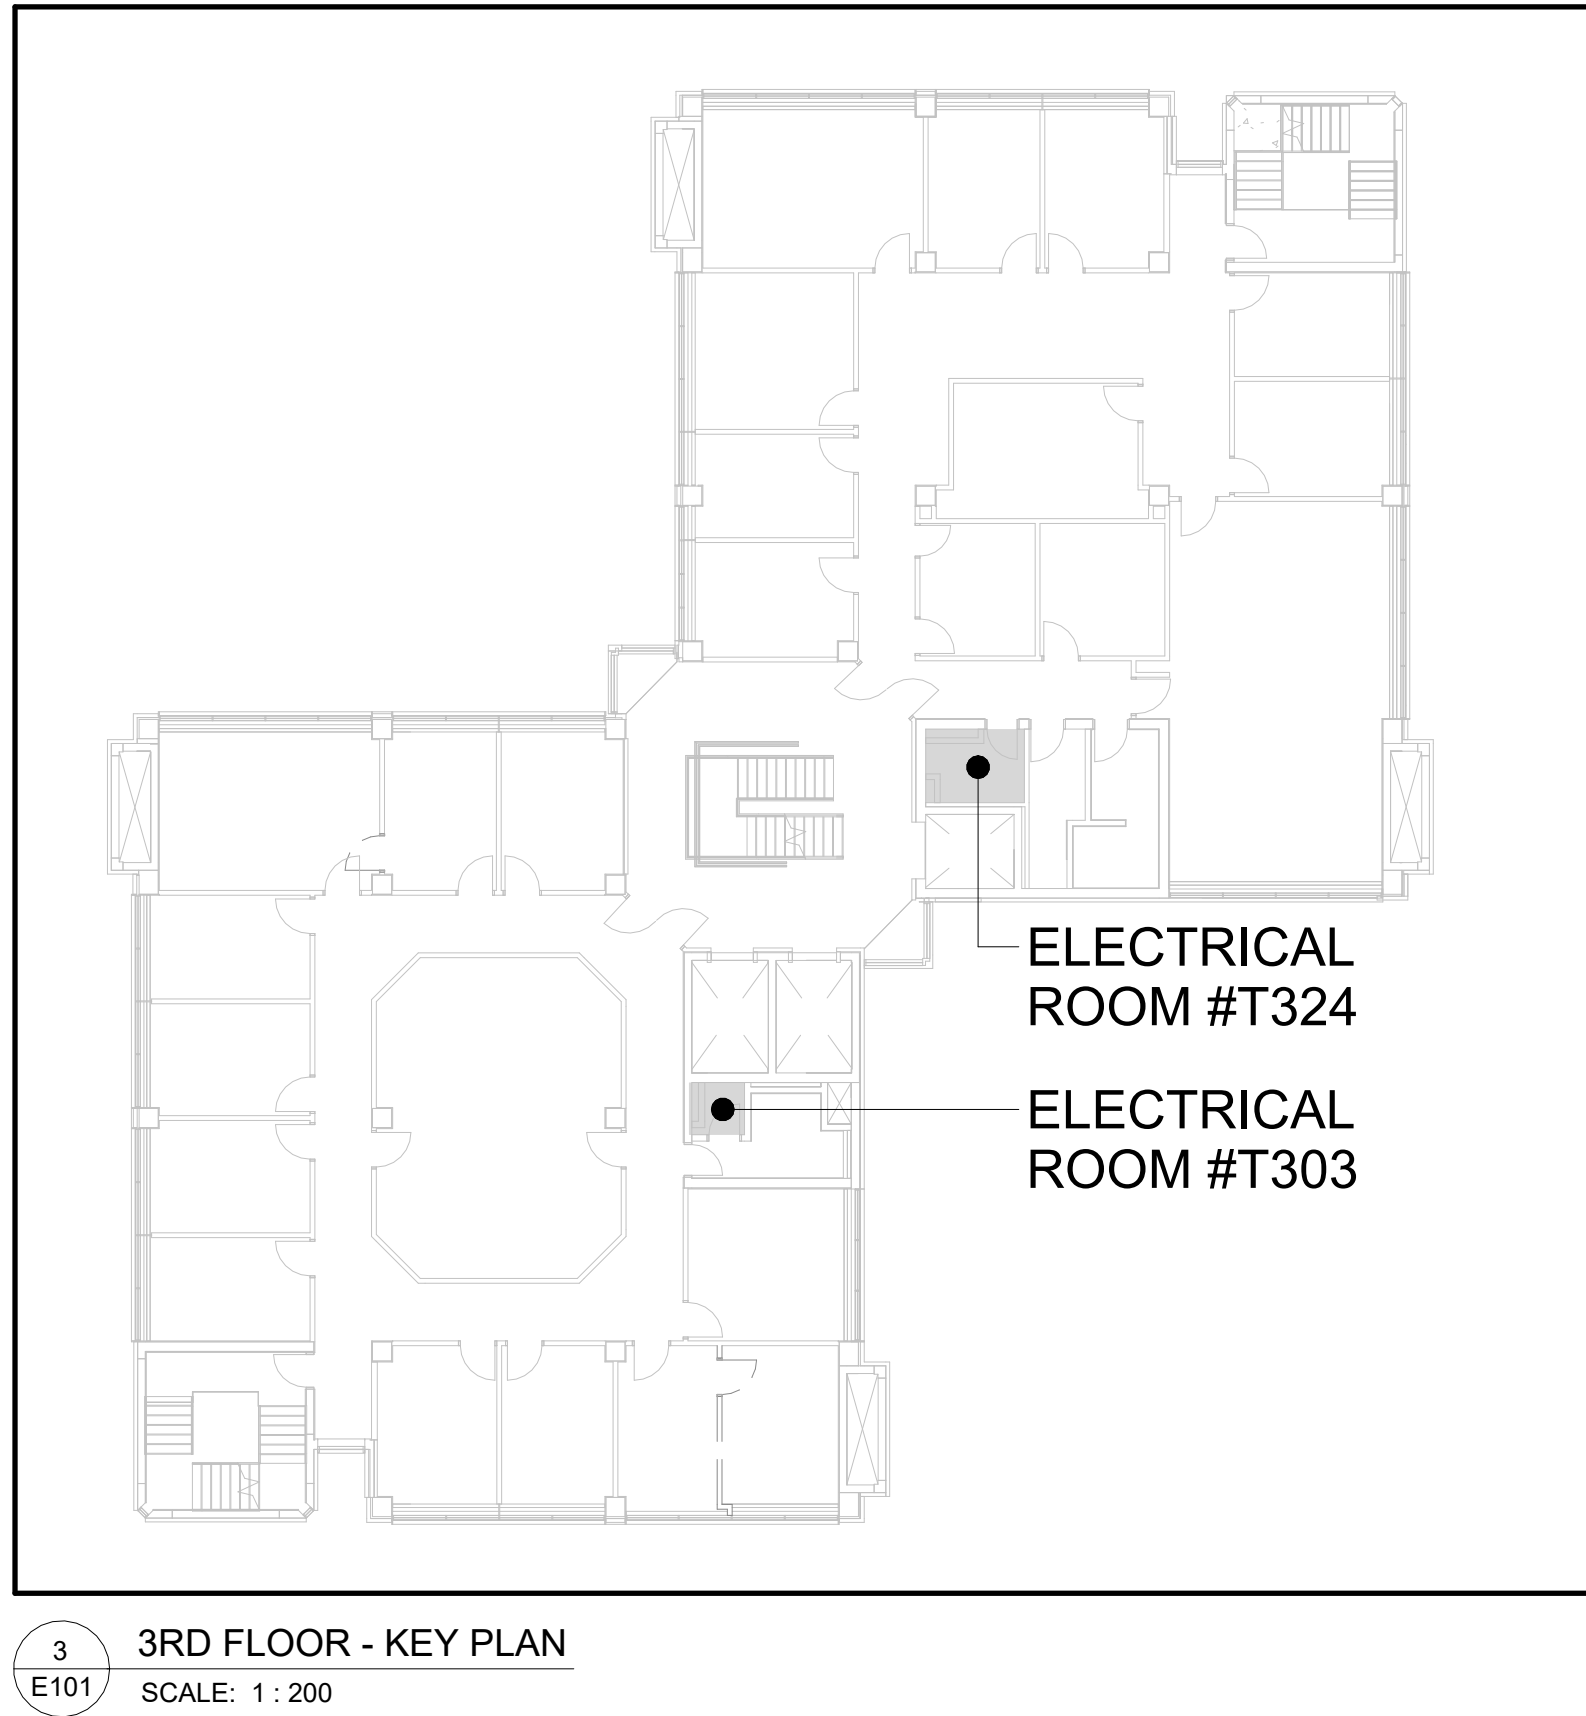 ELECTRICAL
ROOM #T324
ELECTRICAL
ROOM #T303
3
E101
3RD FLOOR - KEY PLAN
SCALE: 1 : 200